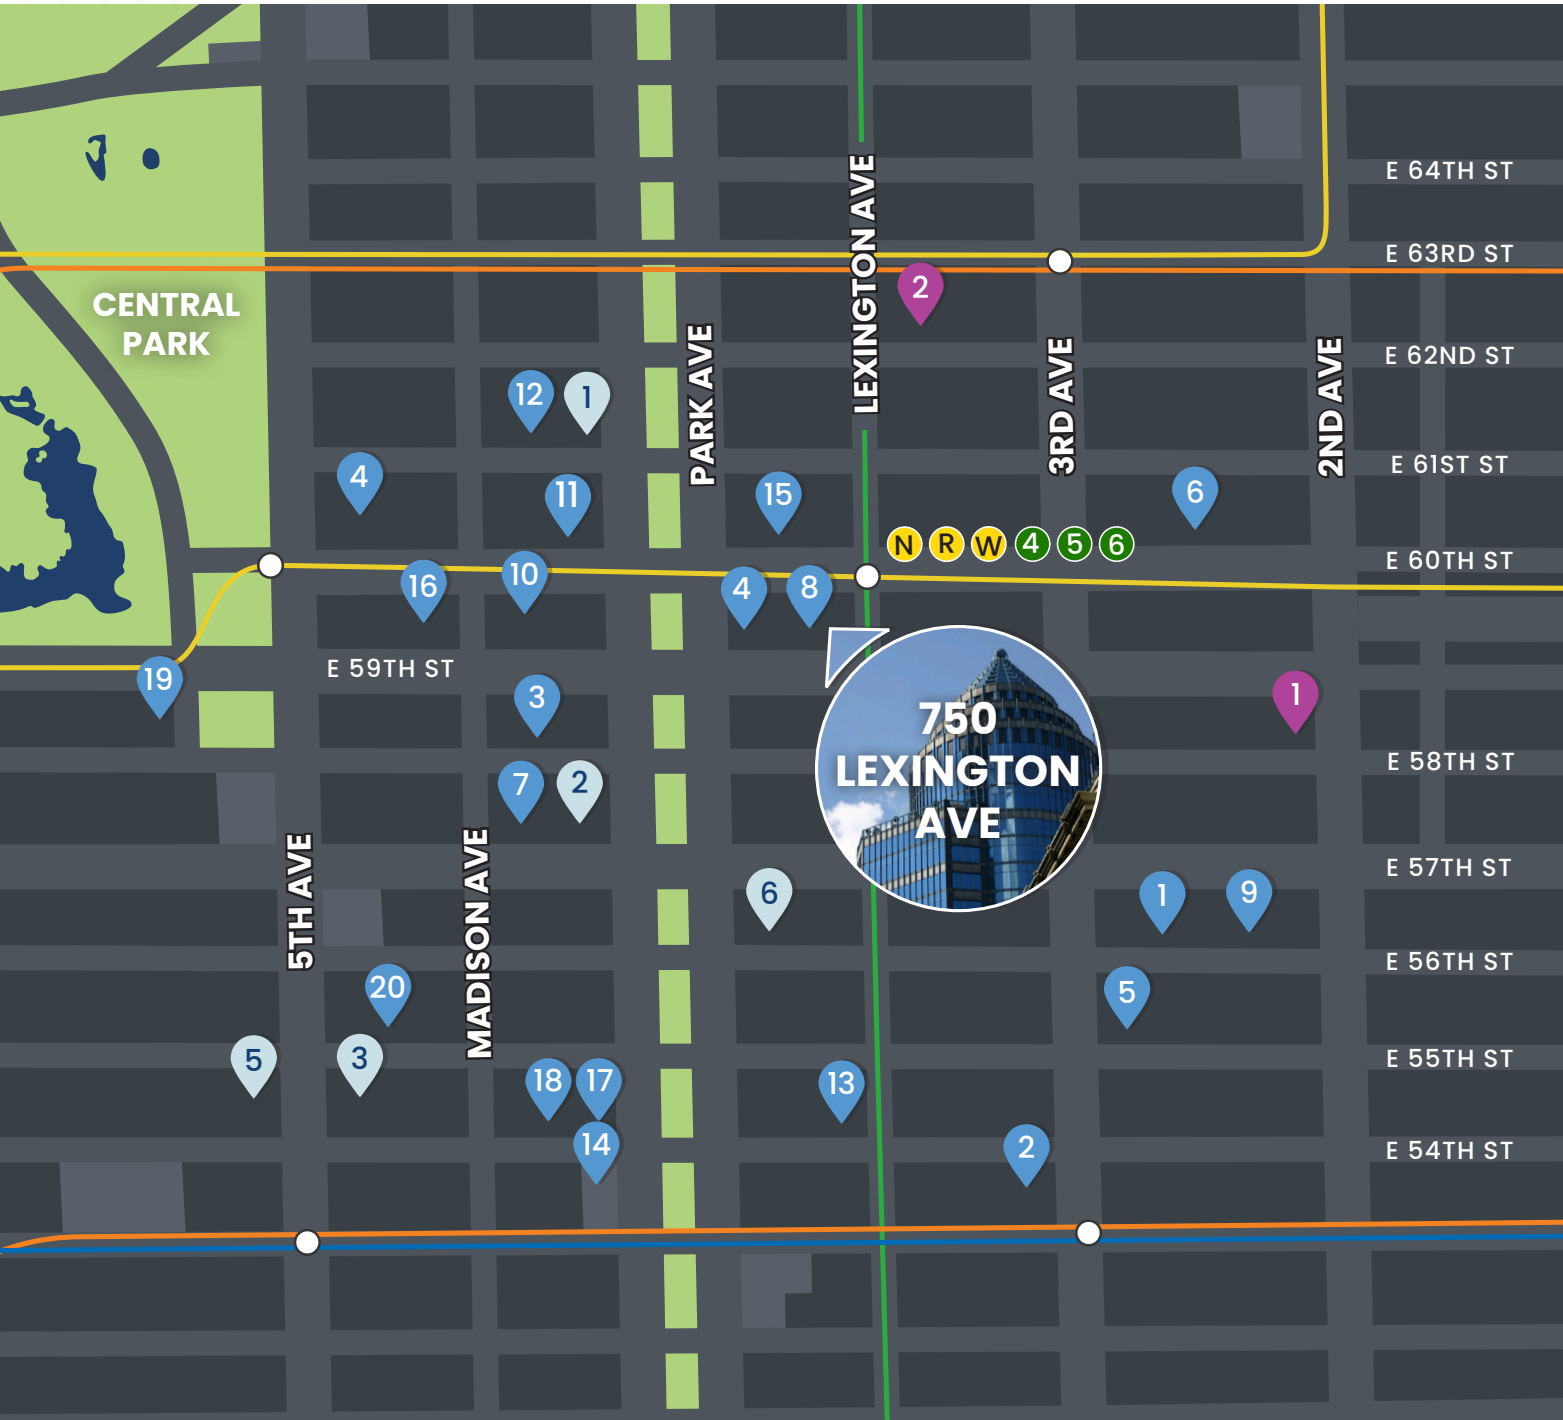 E 64TH ST
LEXINGTON AVE
E 63RD ST
2
CENTRAL
PARK
PARK AVE
3RD AVE
2ND AVE
E 62ND ST
12
1
4
11
15
6
E 61ST ST
N R W 4 5 6
E 60TH ST
16
10
4
8
E 59TH ST
19
3
1
750
LEXINGTON
AVE
7
2
E 58TH ST
5TH AVE
MADISON AVE
6
1
9
E 57TH ST
20
5
E 56TH ST
5
3
18
17
13
E 55TH ST
14
2
E 54TH ST